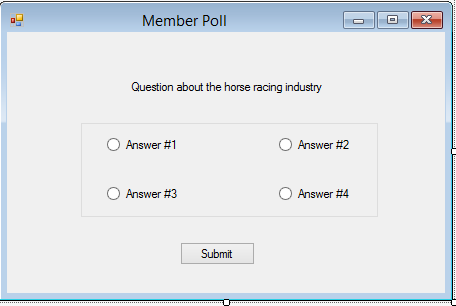 Member Poll
Question about the horse racing industry
Answer #1 Answer #2
Answer #3 Answer #4
Submit